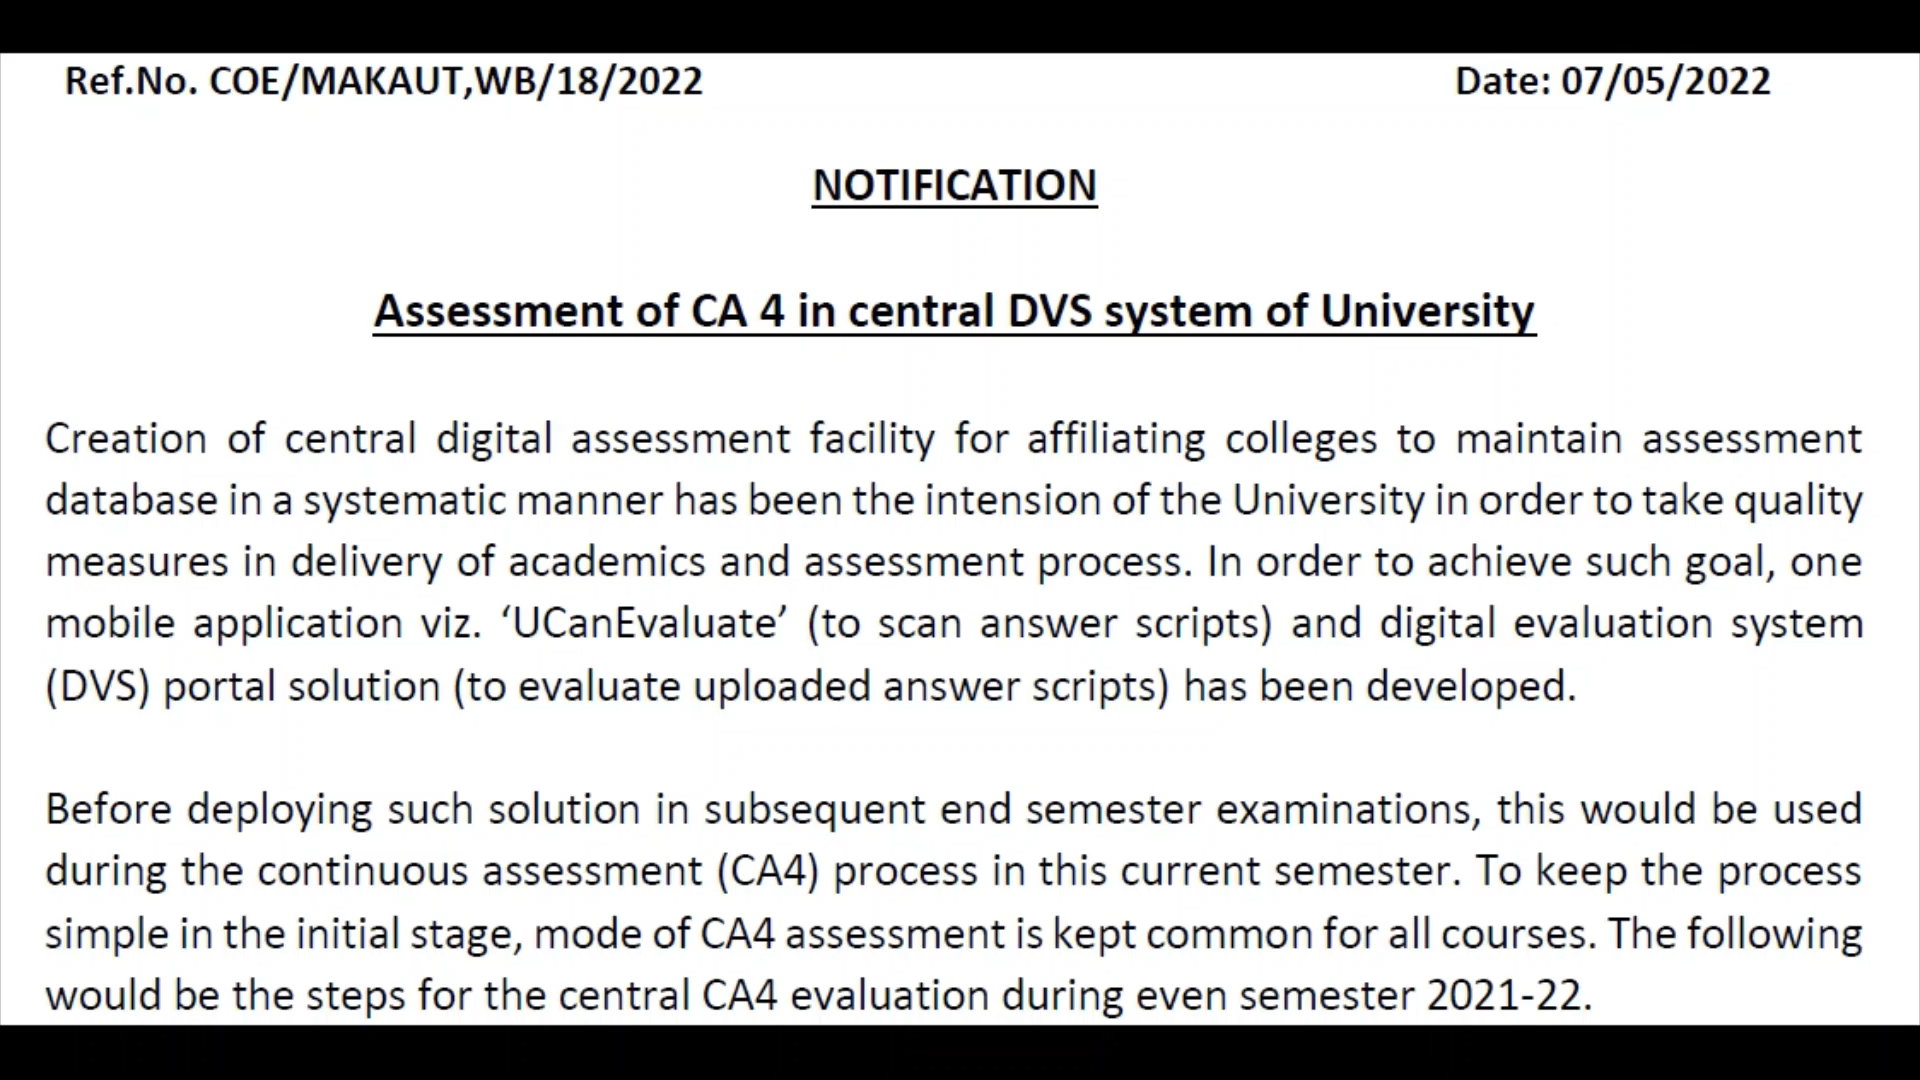 Ref.No. COE/MAKAUT,WB/18/2022 Date: 07/05/2022
NOTIFICATION
Assessment of CA 4 in central DVS system of University
Creation of central digital assessment facility for affiliating colleges to maintain assessment
database in a systematic manner has been the intension of the University in order to take quality
measures in delivery of academics and assessment process. In order to achieve such goal, one
mobile application viz. ‘UCanEvaluate’ (to scan answer scripts) and digital evaluation system
(DVS) portal solution (to evaluate uploaded answer scripts) has been developed.
Before deploying such solution in subsequent end semester examinations, this would be used
during the continuous assessment (CA4) process in this current semester. To keep the process
simple in the initial stage, mode of CA4 assessment is kept common for all courses. The following
would be the steps for the central CA4 evaluation during even semester 2021-22.